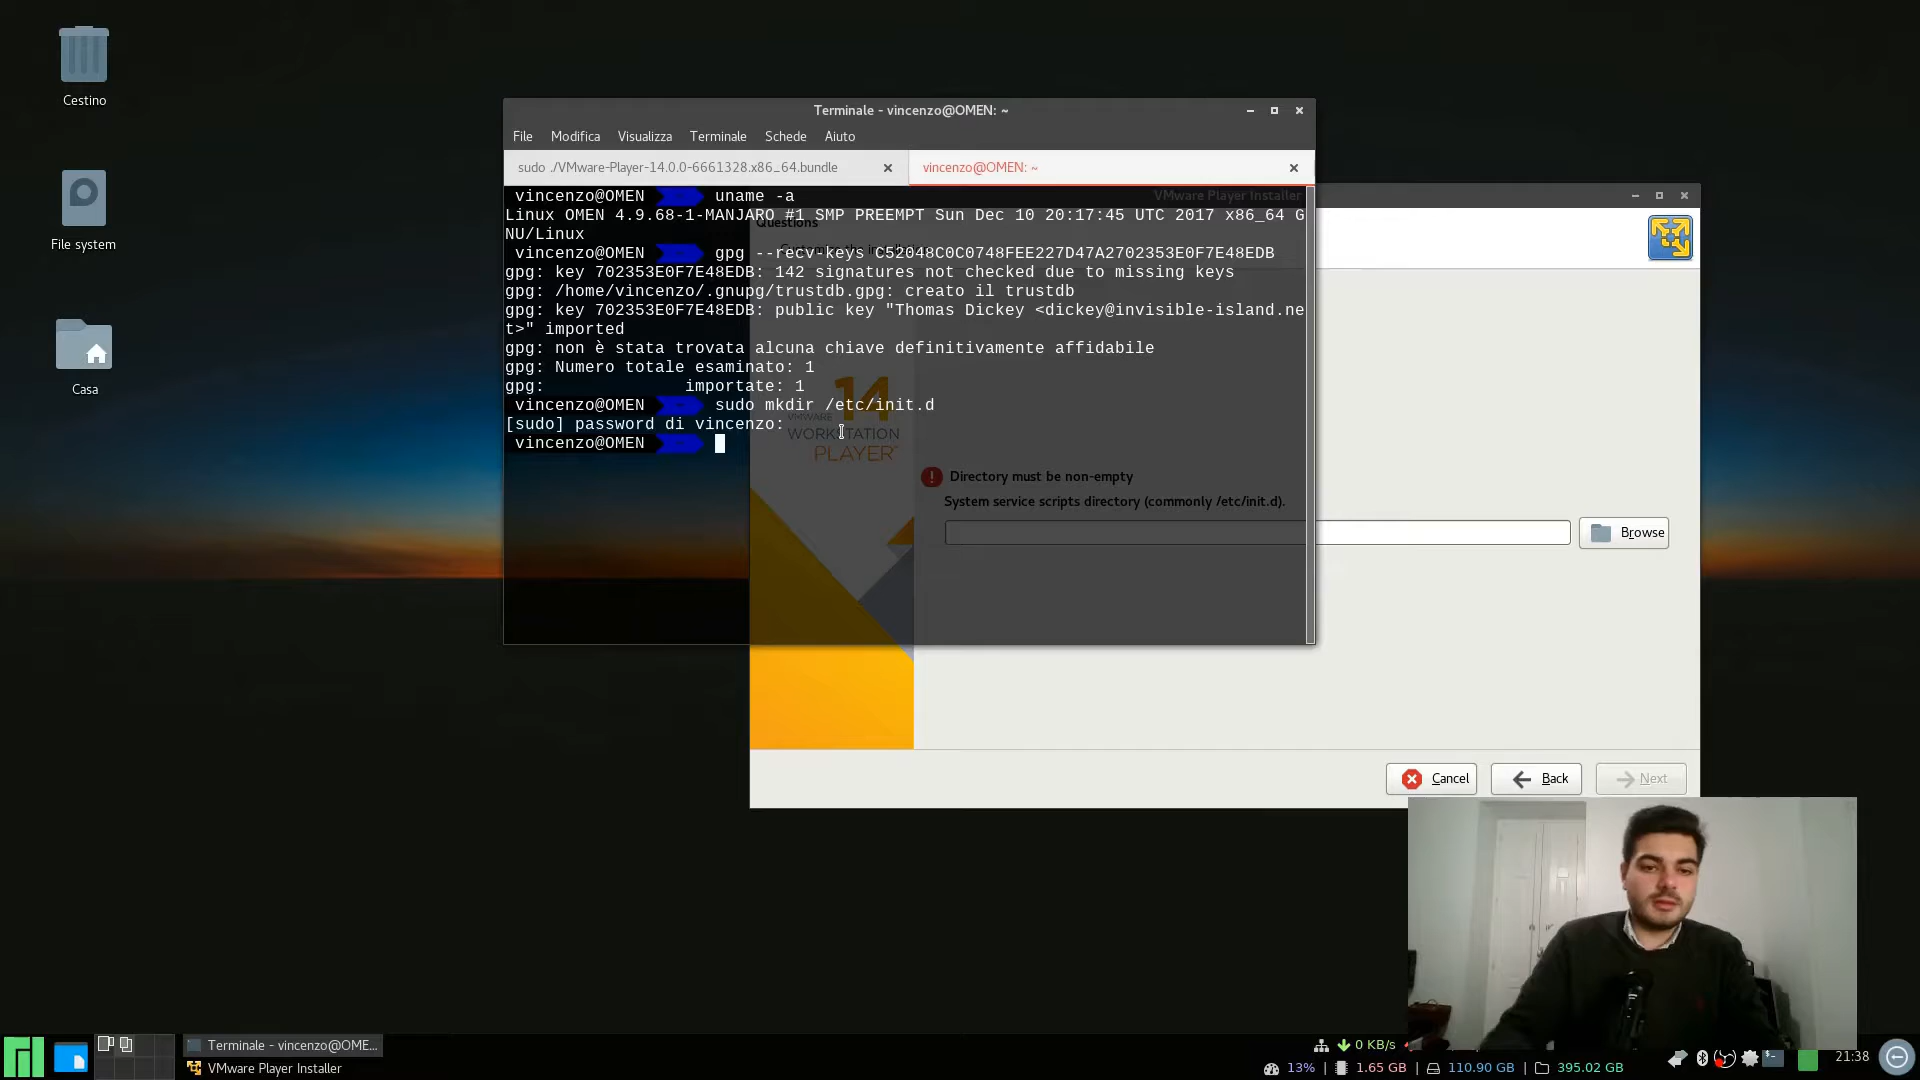 Cestino
File system
Casa
Terminale - vincenzo@OMEN: ~
File Modifica Visualizza Terminale Schede Aiuto
sudo ./VMware-Player-14.0.0-6661328.x86_64.bundle
vincenzo@OMEN: ~
vincenzo@OMEN ~ uname -a
Linux OMEN 4.9.68-1-MANJARO #1 SMP PREEMPT Sun Dec 10 20:17:45 UTC 2017 x86_64 G
NU/Linux
vincenzo@OMEN ~ gpg --recv-keys C52048C0C0748FEE227D47A2702353E0F7E48EDB
gpg: key 702353E0F7E48EDB: 142 signatures not checked due to missing keys
gpg: /home/vincenzo/.gnupg/trustdb.gpg: creato il trustdb
gpg: key 702353E0F7E48EDB: public key "Thomas Dickey <dickey@invisible-island.ne
t>" imported
gpg: non è stata trovata alcuna chiave definitivamente affidabile
gpg: Numero totale esaminato: 1
gpg: importate: 1
vincenzo@OMEN ~ sudo mkdir /etc/init.d
[sudo] password di vincenzo:
vincenzo@OMEN ~
VMware Player Installer
Questions
14
WORKSTATION
PLAYER
Directory must be non-empty
System service scripts directory (commonly /etc/init.d).
Browse
Cancel
Back
Next
Terminale - vincenzo@OME...
VMware Player Installer
0 KB/s
13% | 1.65 GB | 110.90 GB | 395.02 GB
21:38